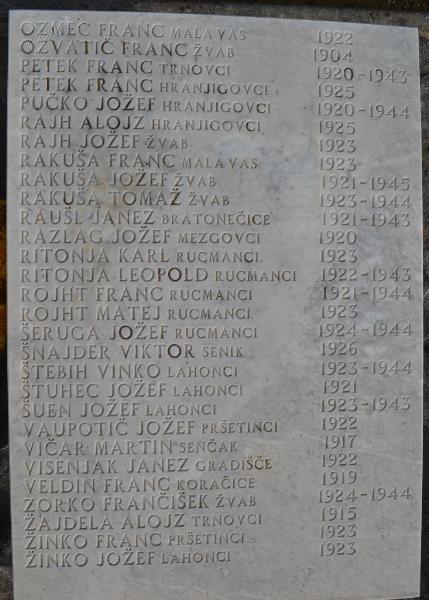 OZMEC FRANC MALA VAS 1922
OŽVATIČ FRANC ŽVAB 1904
PETEK FRANC TRNOVCI 1920-1943
PETEK FRANC HRANJIGOVCI 1925
PUČKO JOŽEF HRANJIGOVCI 1920-1944
RAJH ALOJZ HRANJIGOVCI 1925
RAJH JOŽEF ŽVAB 1923
RAKUŠA FRANC MALA VAS 1923
RAKUŠA JOŽEF ŽVAB 1921-1945
RAKUŠA TOMAŽ ŽVAB 1923-1944
RAUŠL JANEZ BRATONEČICE 1921-1943
RAZLAG JOŽEF MEZGOVCI 1920
RITONJA KARL RUCMANCI 1923
RITONJA LEOPOLD RUCMANCI 1922-1943
ROJHT FRANC RUCMANCI 1921-1944
ROJHT MATEJ RUCMANCI 1923
ŠERUGA JOŽEF RUCMANCI 1924-1944
ŠNAJDER VIKTOR SENIK 1926
ŠTEBIH VINKO LAHONCI 1923-1944
ŠTUHEC JOŽEF LAHONCI 1921
ŠUEN JOŽEF LAHONCI 1923-1943
VAUPOTIČ JOŽEF PRŠETINCI 1922
VIČAR MARTIN SENČAK 1917
VISENJAK JANEZ GRADIŠČE 1922
VELDIN FRANC KORAČICE 1919
ZORKO FRANČIŠEK ŽVAB 1924-1944
ŽAJDELA ALOJZ TRNOVCI 1915
ŽINKO FRANC PRŠETINCI 1923
ŽINKO JOŽEF LAHONCI 1923